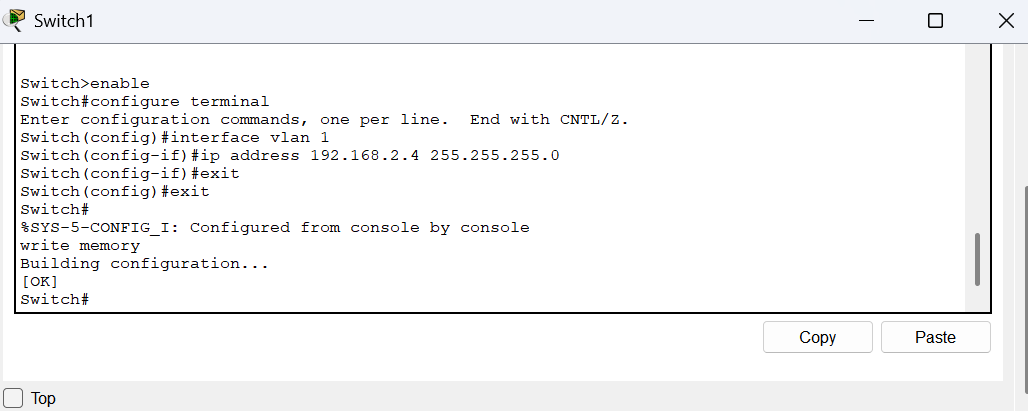 Switch1
Switch>enable
Switch#configure terminal
Enter configuration commands, one per line.  End with CNTL/Z.
Switch(config)#interface vlan 1
Switch(config-if)#ip address 192.168.2.4 255.255.255.0
Switch(config-if)#exit
Switch(config)#exit
Switch#
%SYS-5-CONFIG_I: Configured from console by console
write memory
Building configuration...
[OK]
Switch#
Copy
Paste
Top